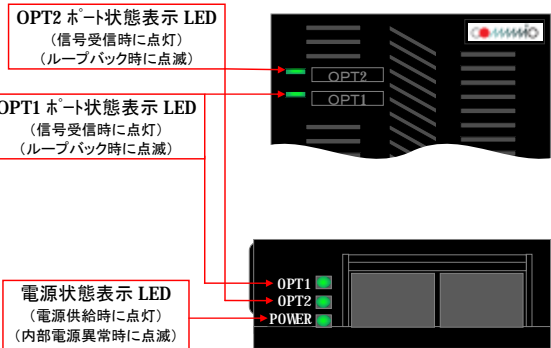 OPT2 ポート状態表示 LED
（信号受信時に点灯）
（ループバック時に点滅）
commio
OPT2
OPT1
OPT1 ポート状態表示 LED
（信号受信時に点灯）
（ループバック時に点滅）
OPT1
OPT2
POWER
電源状態表示 LED
（電源供給時に点灯）
（内部電源異常時に点滅）